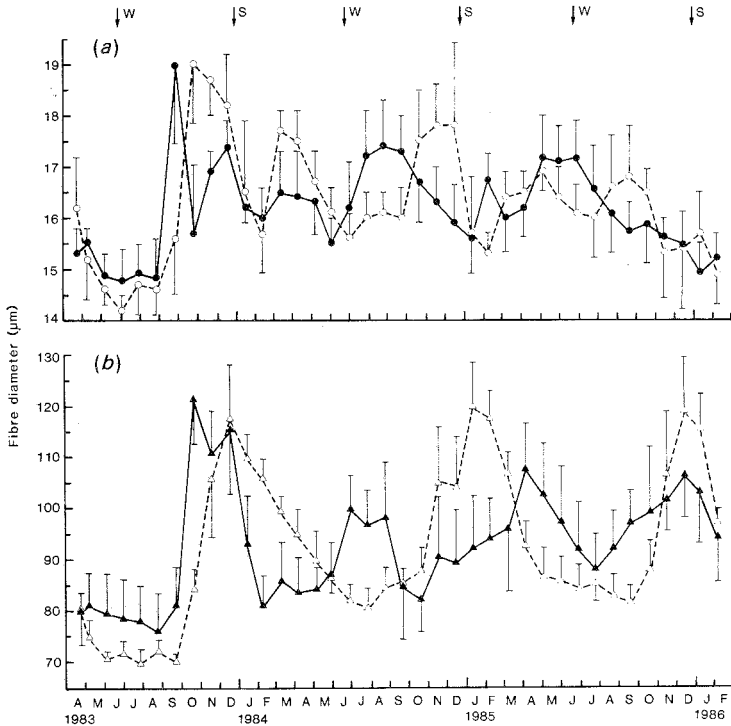 W S W S W S
(a)
19
18
17
16
15
14
Fibre diameter (μm)
(b)
130
120
110
100
90
80
70
A M J J A S O N D J F M A M J J A S O N D J F M A M J J A S O N D J F
1983 1984 1985 1986